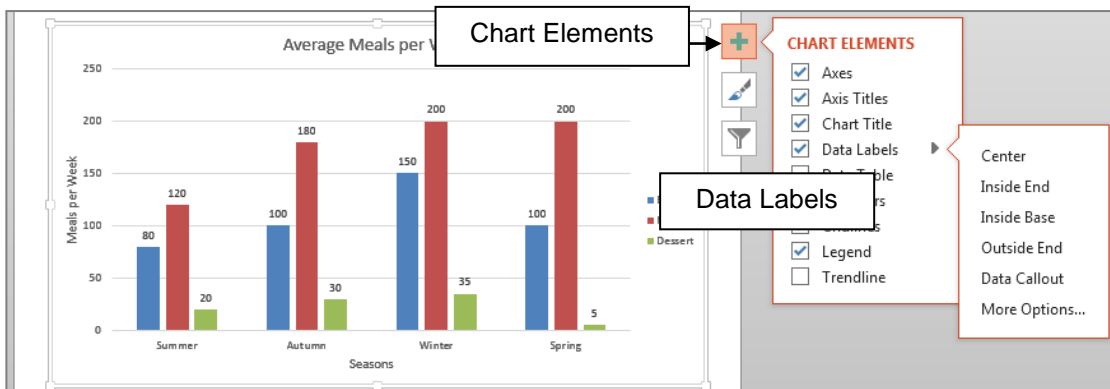 Chart Elements
Average Meals per W
CHART ELEMENTS
Axes
Axis Titles
Chart Title
Data Labels
Data Labels
Legend
Trendline
Center
Inside End
Inside Base
Outside End
Data Callout
More Options...
250
200
150
100
50
0
Meals per Week
80
120
20
100
180
30
150
200
35
100
200
5
Summer
Autumn
Winter
Spring
Seasons
Dessert